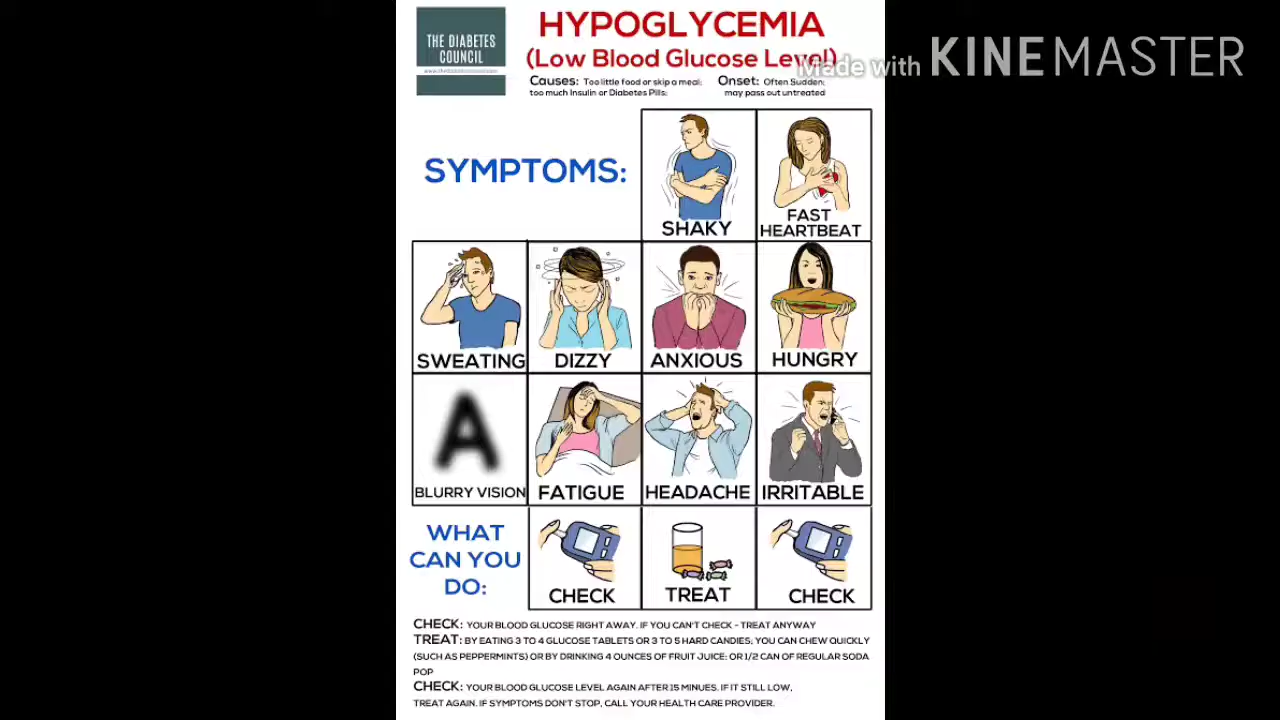 THE DIABETES
COUNCIL
HYPOGLYCEMIA
(Low Blood Glucose Level)
Made with KINEMASTER
Causes: Too little food or skip a meal;
too much Insulin or Diabetes Pills;
Onset: Often Sudden;
may pass out untreated
SYMPTOMS:
SHAKY
FAST
HEARTBEAT
SWEATING
DIZZY
ANXIOUS
HUNGRY
A
BLURRY VISION
FATIGUE
HEADACHE
IRRITABLE
WHAT
CAN YOU
DO:
CHECK
TREAT
CHECK
CHECK: YOUR BLOOD GLUCOSE RIGHT AWAY. IF YOU CAN'T CHECK - TREAT ANYWAY
TREAT: BY EATING 3 TO 4 GLUCOSE TABLETS OR 3 TO 5 HARD CANDIES; YOU CAN CHEW QUICKLY
(SUCH AS PEPPERMINTS) OR BY DRINKING 4 OUNCES OF FRUIT JUICE; OR 1/2 CAN OF REGULAR SODA
POP
CHECK: YOUR BLOOD GLUCOSE LEVEL AGAIN AFTER 15 MINUES. IF IT STILL LOW,
TREAT AGAIN. IF SYMPTOMS DON'T STOP, CALL YOUR HEALTH CARE PROVIDER.